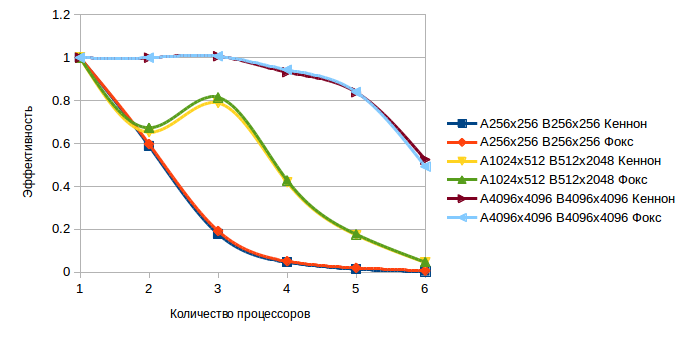 1.2
1
0.8
0.6
0.4
0.2
0
Эффективность
1 2 3 4 5 6
Количество процессоров
A256x256 B256x256 Кеннон
A256x256 B256x256 Фокс
A1024x512 B512x2048 Кеннон
A1024x512 B512x2048 Фокс
A4096x4096 B4096x4096 Кеннон
A4096x4096 B4096x4096 Фокс